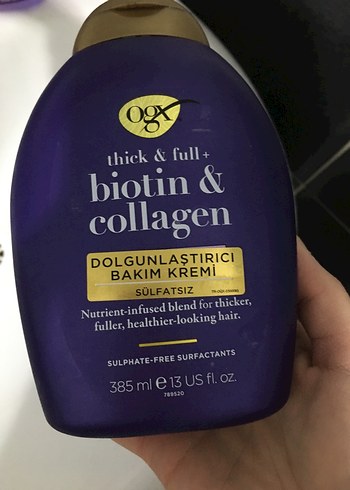 ogx
thick & full+
biotin &
collagen
DOLGUNLAŞTIRICI
BAKIM KREMİ
SÜLFATSIZ
Nutrient-infused blend for thicker,
fuller, healthier-looking hair.
SULPHATE-FREE SURFACTANTS
385 ml e 13 US fl. oz.
789520